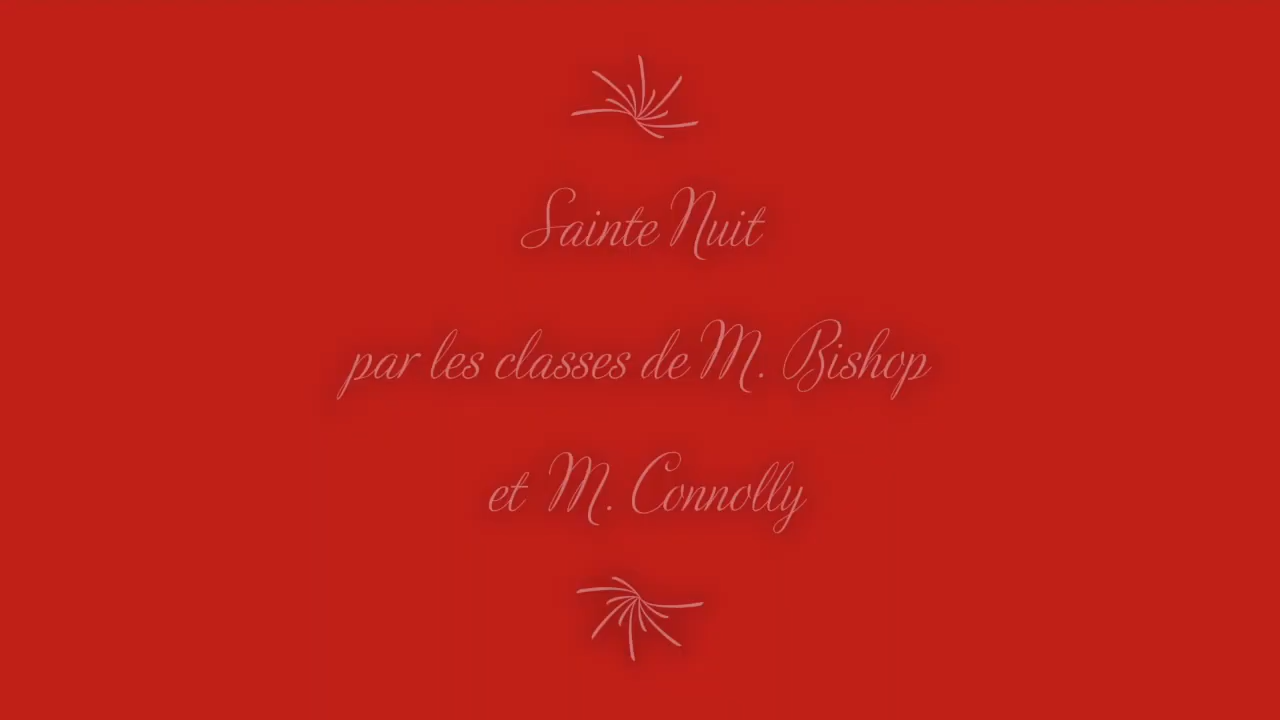 Sainte Nuit
par les classes de M. Bishop
et M. Connolly